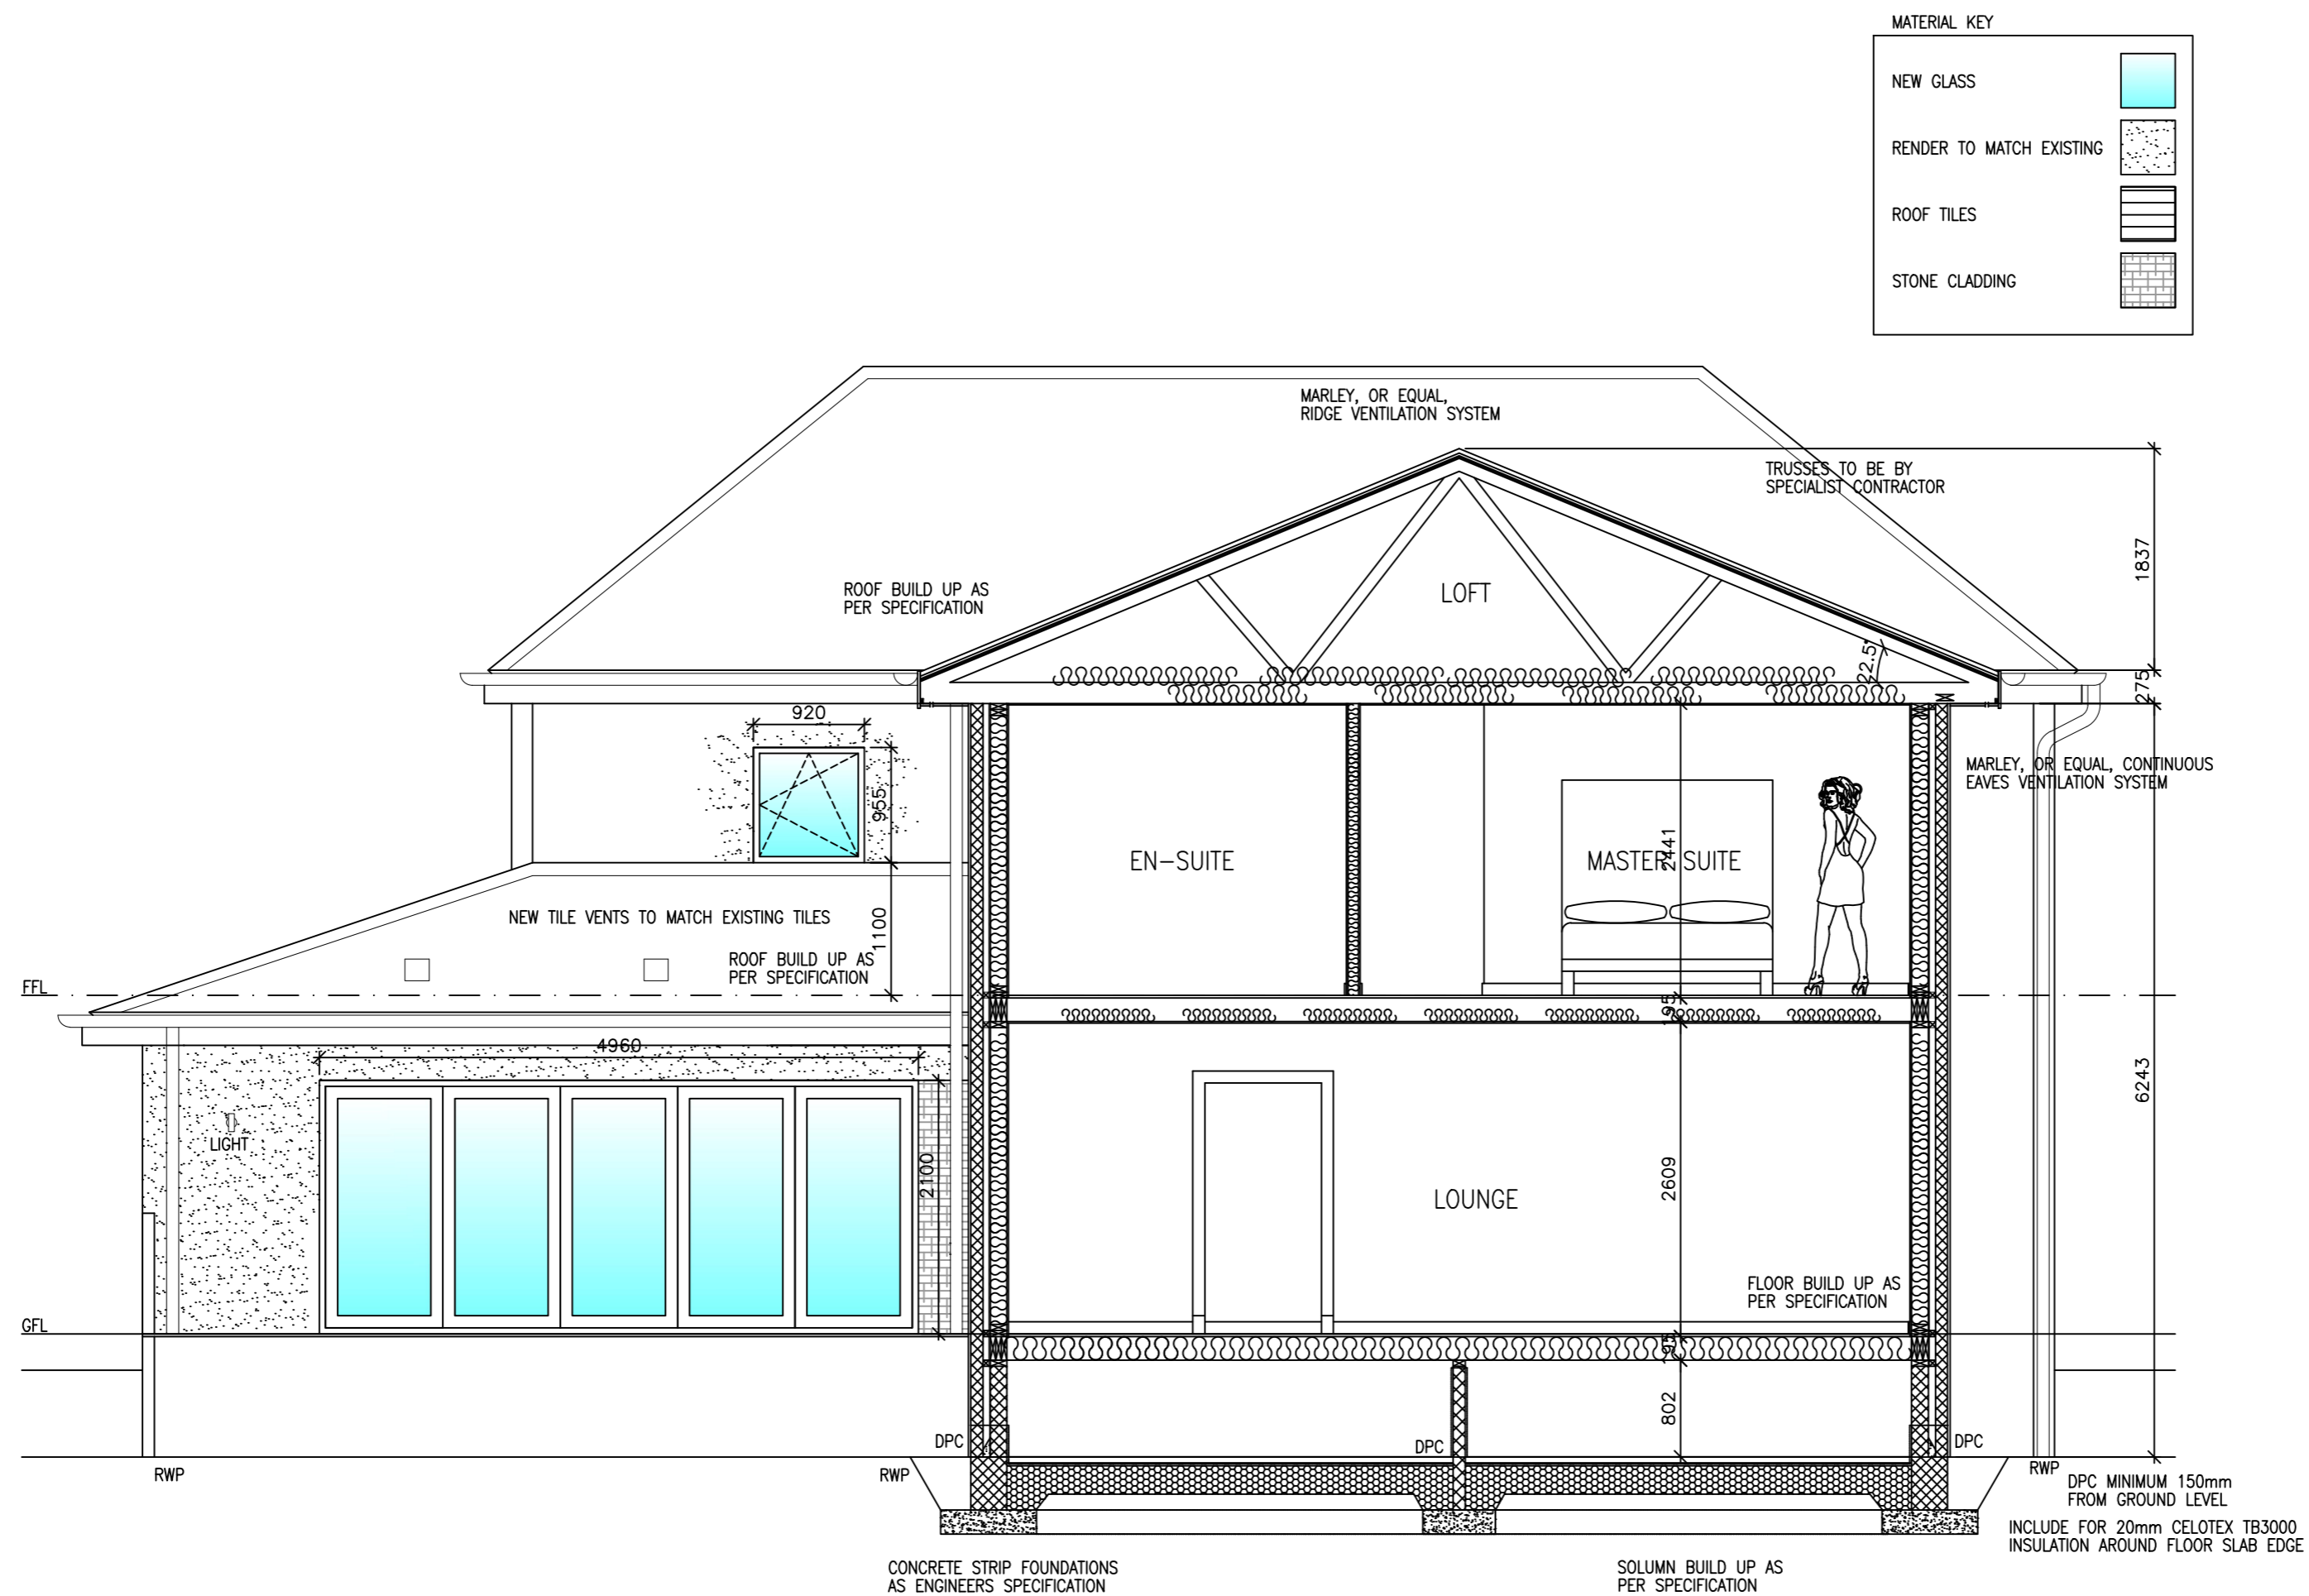 MATERIAL KEY
NEW GLASS
RENDER TO MATCH EXISTING
ROOF TILES
STONE CLADDING
MARLEY, OR EQUAL,
RIDGE VENTILATION SYSTEM
TRUSSES TO BE BY
SPECIALIST CONTRACTOR
1837
ROOF BUILD UP AS
PER SPECIFICATION
LOFT
22.5°
275
920
955
MARLEY, OR EQUAL, CONTINUOUS
EAVES VENTILATION SYSTEM
EN-SUITE
MASTER SUITE
2441
NEW TILE VENTS TO MATCH EXISTING TILES
1100
ROOF BUILD UP AS
PER SPECIFICATION
FFL
195
4960
6243
LIGHT
2100
LOUNGE
2609
FLOOR BUILD UP AS
PER SPECIFICATION
GFL
195
802
DPC
DPC
DPC
RWP
RWP
RWP
DPC MINIMUM 150mm
FROM GROUND LEVEL
INCLUDE FOR 20mm CELOTEX TB3000
INSULATION AROUND FLOOR SLAB EDGE
CONCRETE STRIP FOUNDATIONS
AS ENGINEERS SPECIFICATION
SOLUMN BUILD UP AS
PER SPECIFICATION